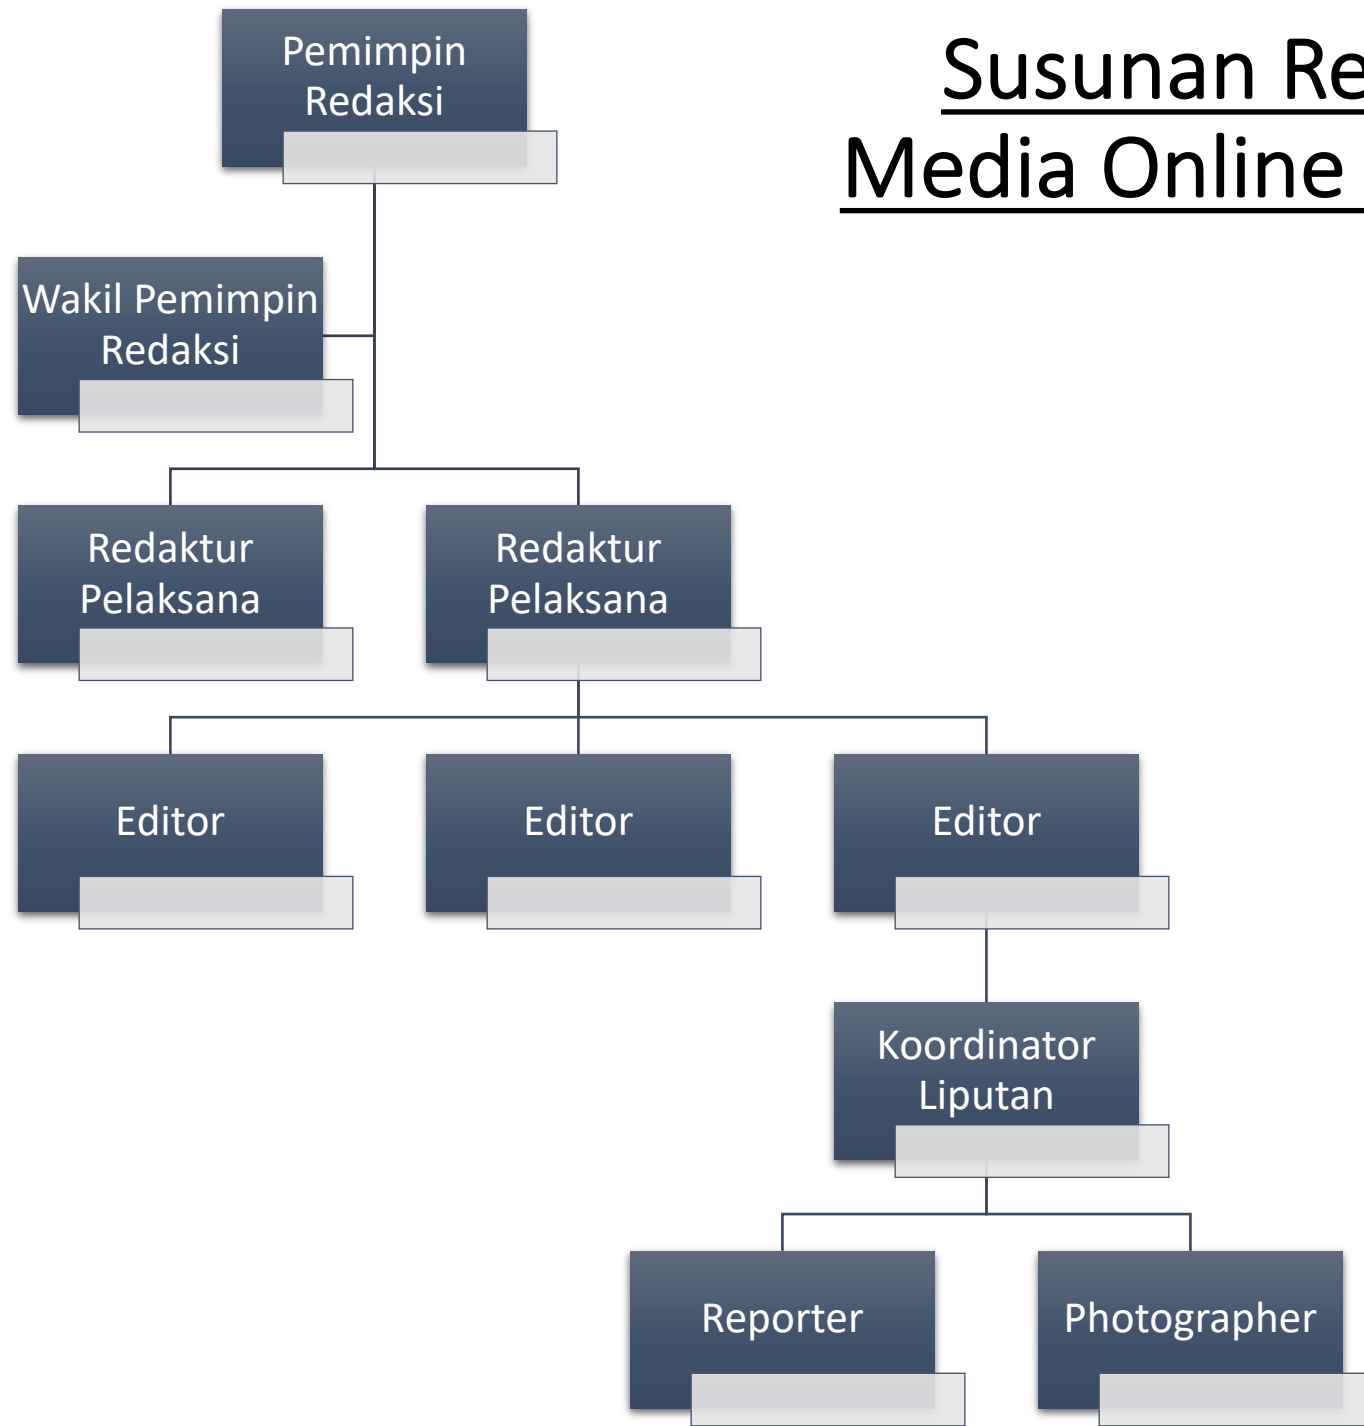 Susunan Re
Media Online
Pemimpin
Redaksi
Wakil Pemimpin
Redaksi
Redaktur
Pelaksana
Redaktur
Pelaksana
Editor
Editor
Editor
Koordinator
Liputan
Reporter
Photographer